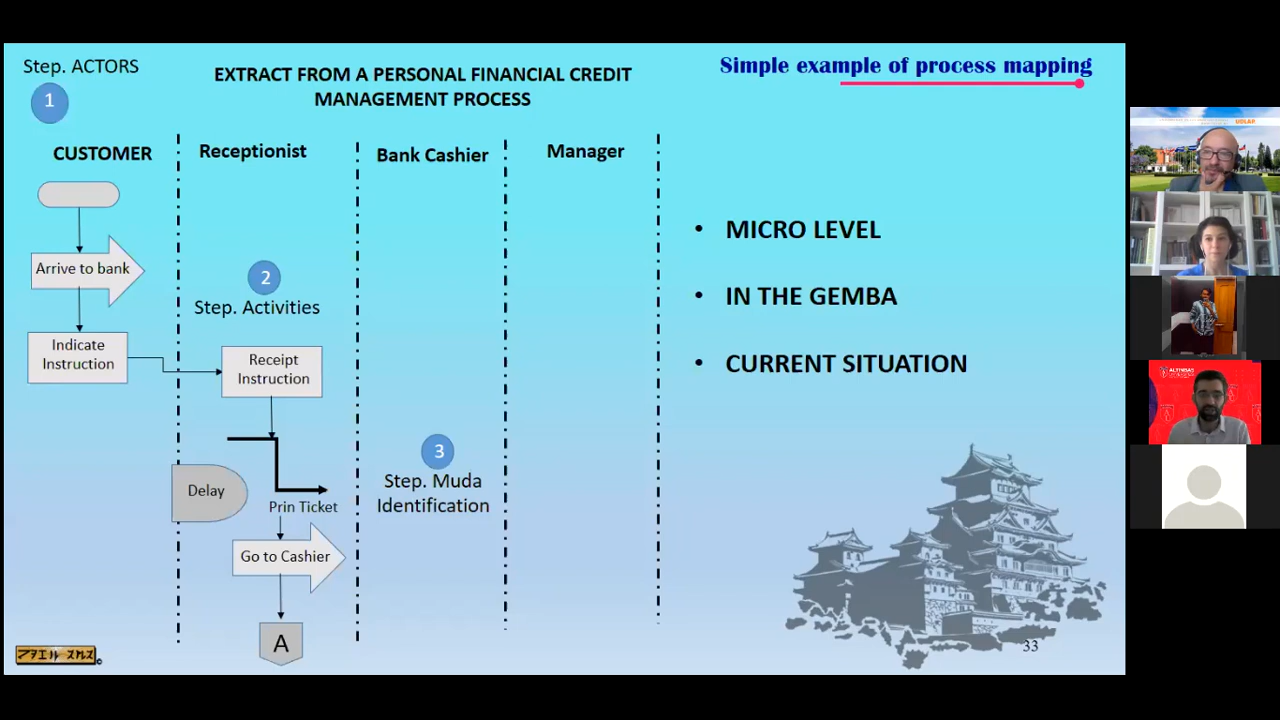 Step. ACTORS
1
EXTRACT FROM A PERSONAL FINANCIAL CREDIT
MANAGEMENT PROCESS
Simple example of process mapping
CUSTOMER
Receptionist
Bank Cashier
Manager
Arrive to bank
2
Step. Activities
Indicate
Instruction
Receipt
Instruction
Delay
Prin Ticket
Go to Cashier
A
3
Step. Muda
Identification
• MICRO LEVEL
• IN THE GEMBA
• CURRENT SITUATION
33
UDLAP